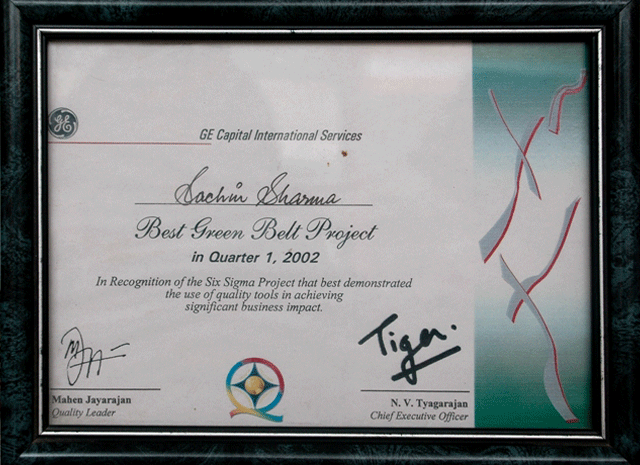 GE
GE Capital International Services
Sachin Sharma
Best Green Belt Project
in Quarter 1, 2002
In Recognition of the Six Sigma Project that best demonstrated
the use of quality tools in achieving
significant business impact.
Tiger.
Mahen Jayarajan
Quality Leader
N. V. Tyagarajan
Chief Executive Officer